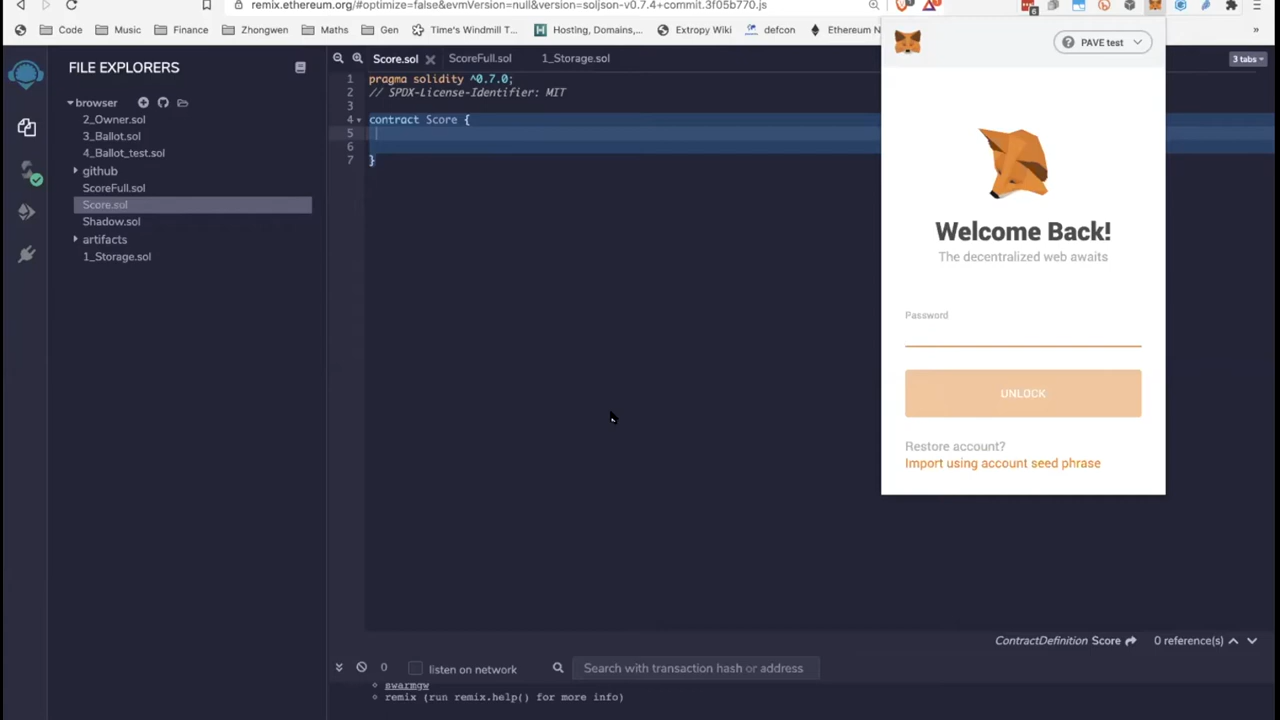 remix.ethereum.org/#optimize=false&evmVersion=null&version=soljson-v0.7.4+commit.3f05b770.js
6
Code Music Zhongwen Maths Gen Finance Time's Windmill T... Hosting, Domains,... Extropy Wiki defcon Ethereum N »
FILE EXPLORERS
Score.sol ScoreFull.sol 1_Storage.sol
3 tabs
browser
2_Owner.sol
3_Ballot.sol
4_Ballot_test.sol
github
ScoreFull.sol
Score.sol
Shadow.sol
artifacts
1_Storage.sol
1 pragma solidity ^0.7.0;
2 // SPDX-License-Identifier: MIT
3
4 contract Score {
5
6
7 }
PAVE test
Welcome Back!
The decentralized web awaits
Password
UNLOCK
Restore account?
Import using account seed phrase
ContractDefinition Score 0 reference(s)
0 listen on network Search with transaction hash or address
swarmgw
remix (run remix.help() for more info)